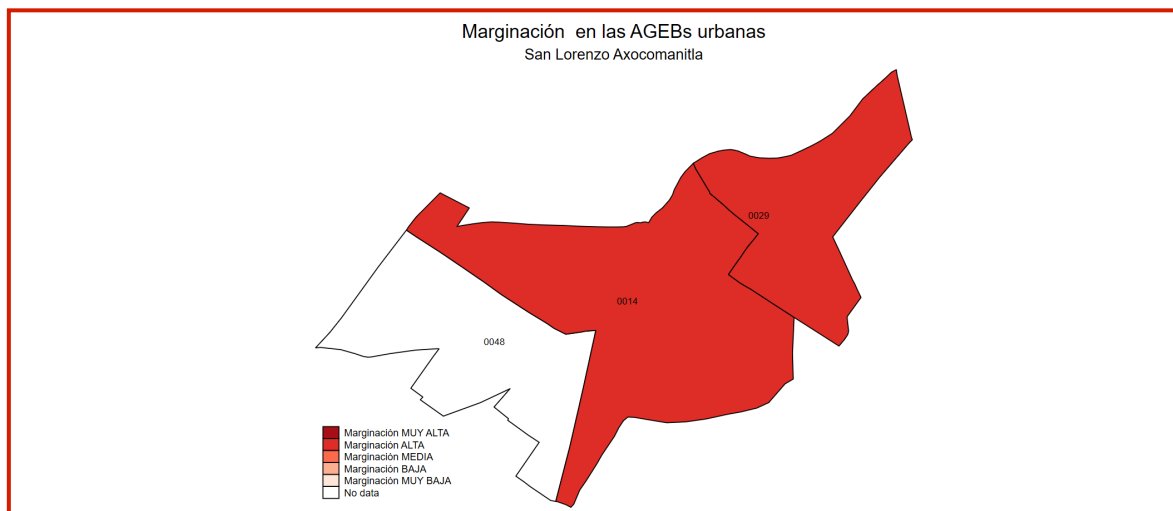 Marginación en las AGEBs urbanas
San Lorenzo Axocomanitla
0029
0014
0048
Marginación MUY ALTA
Marginación ALTA
Marginación MEDIA
Marginación BAJA
Marginación MUY BAJA
No data